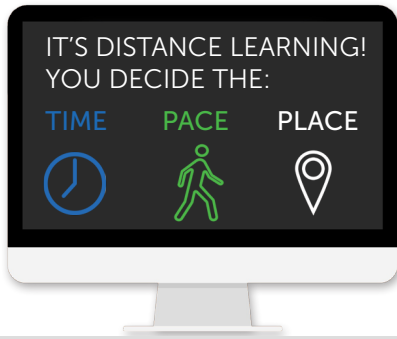 IT'S DISTANCE LEARNING!
YOU DECIDE THE:
TIME PACE PLACE